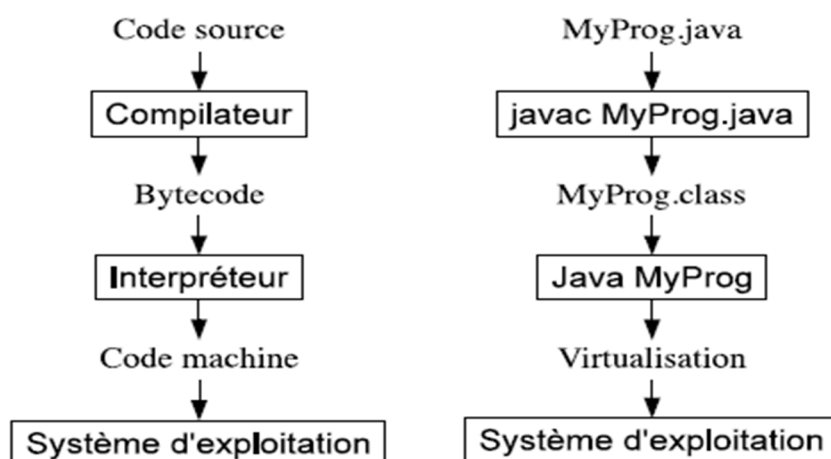 Code source
Compilateur
Bytecode
Interpréteur
Code machine
Système d'exploitation
MyProg.java
javac MyProg.java
MyProg.class
Java MyProg
Virtualisation
Système d'exploitation